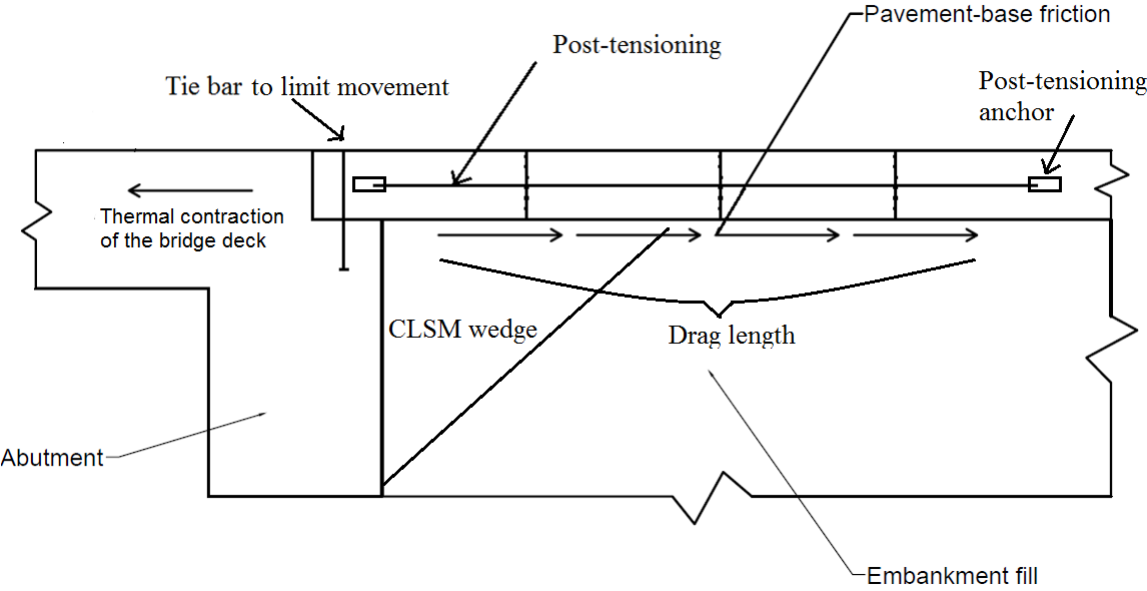 Pavement-base friction
Post-tensioning
Tie bar to limit movement
Post-tensioning
anchor
Thermal contraction
of the bridge deck
CLSM wedge
Drag length
Abutment
Embankment fill